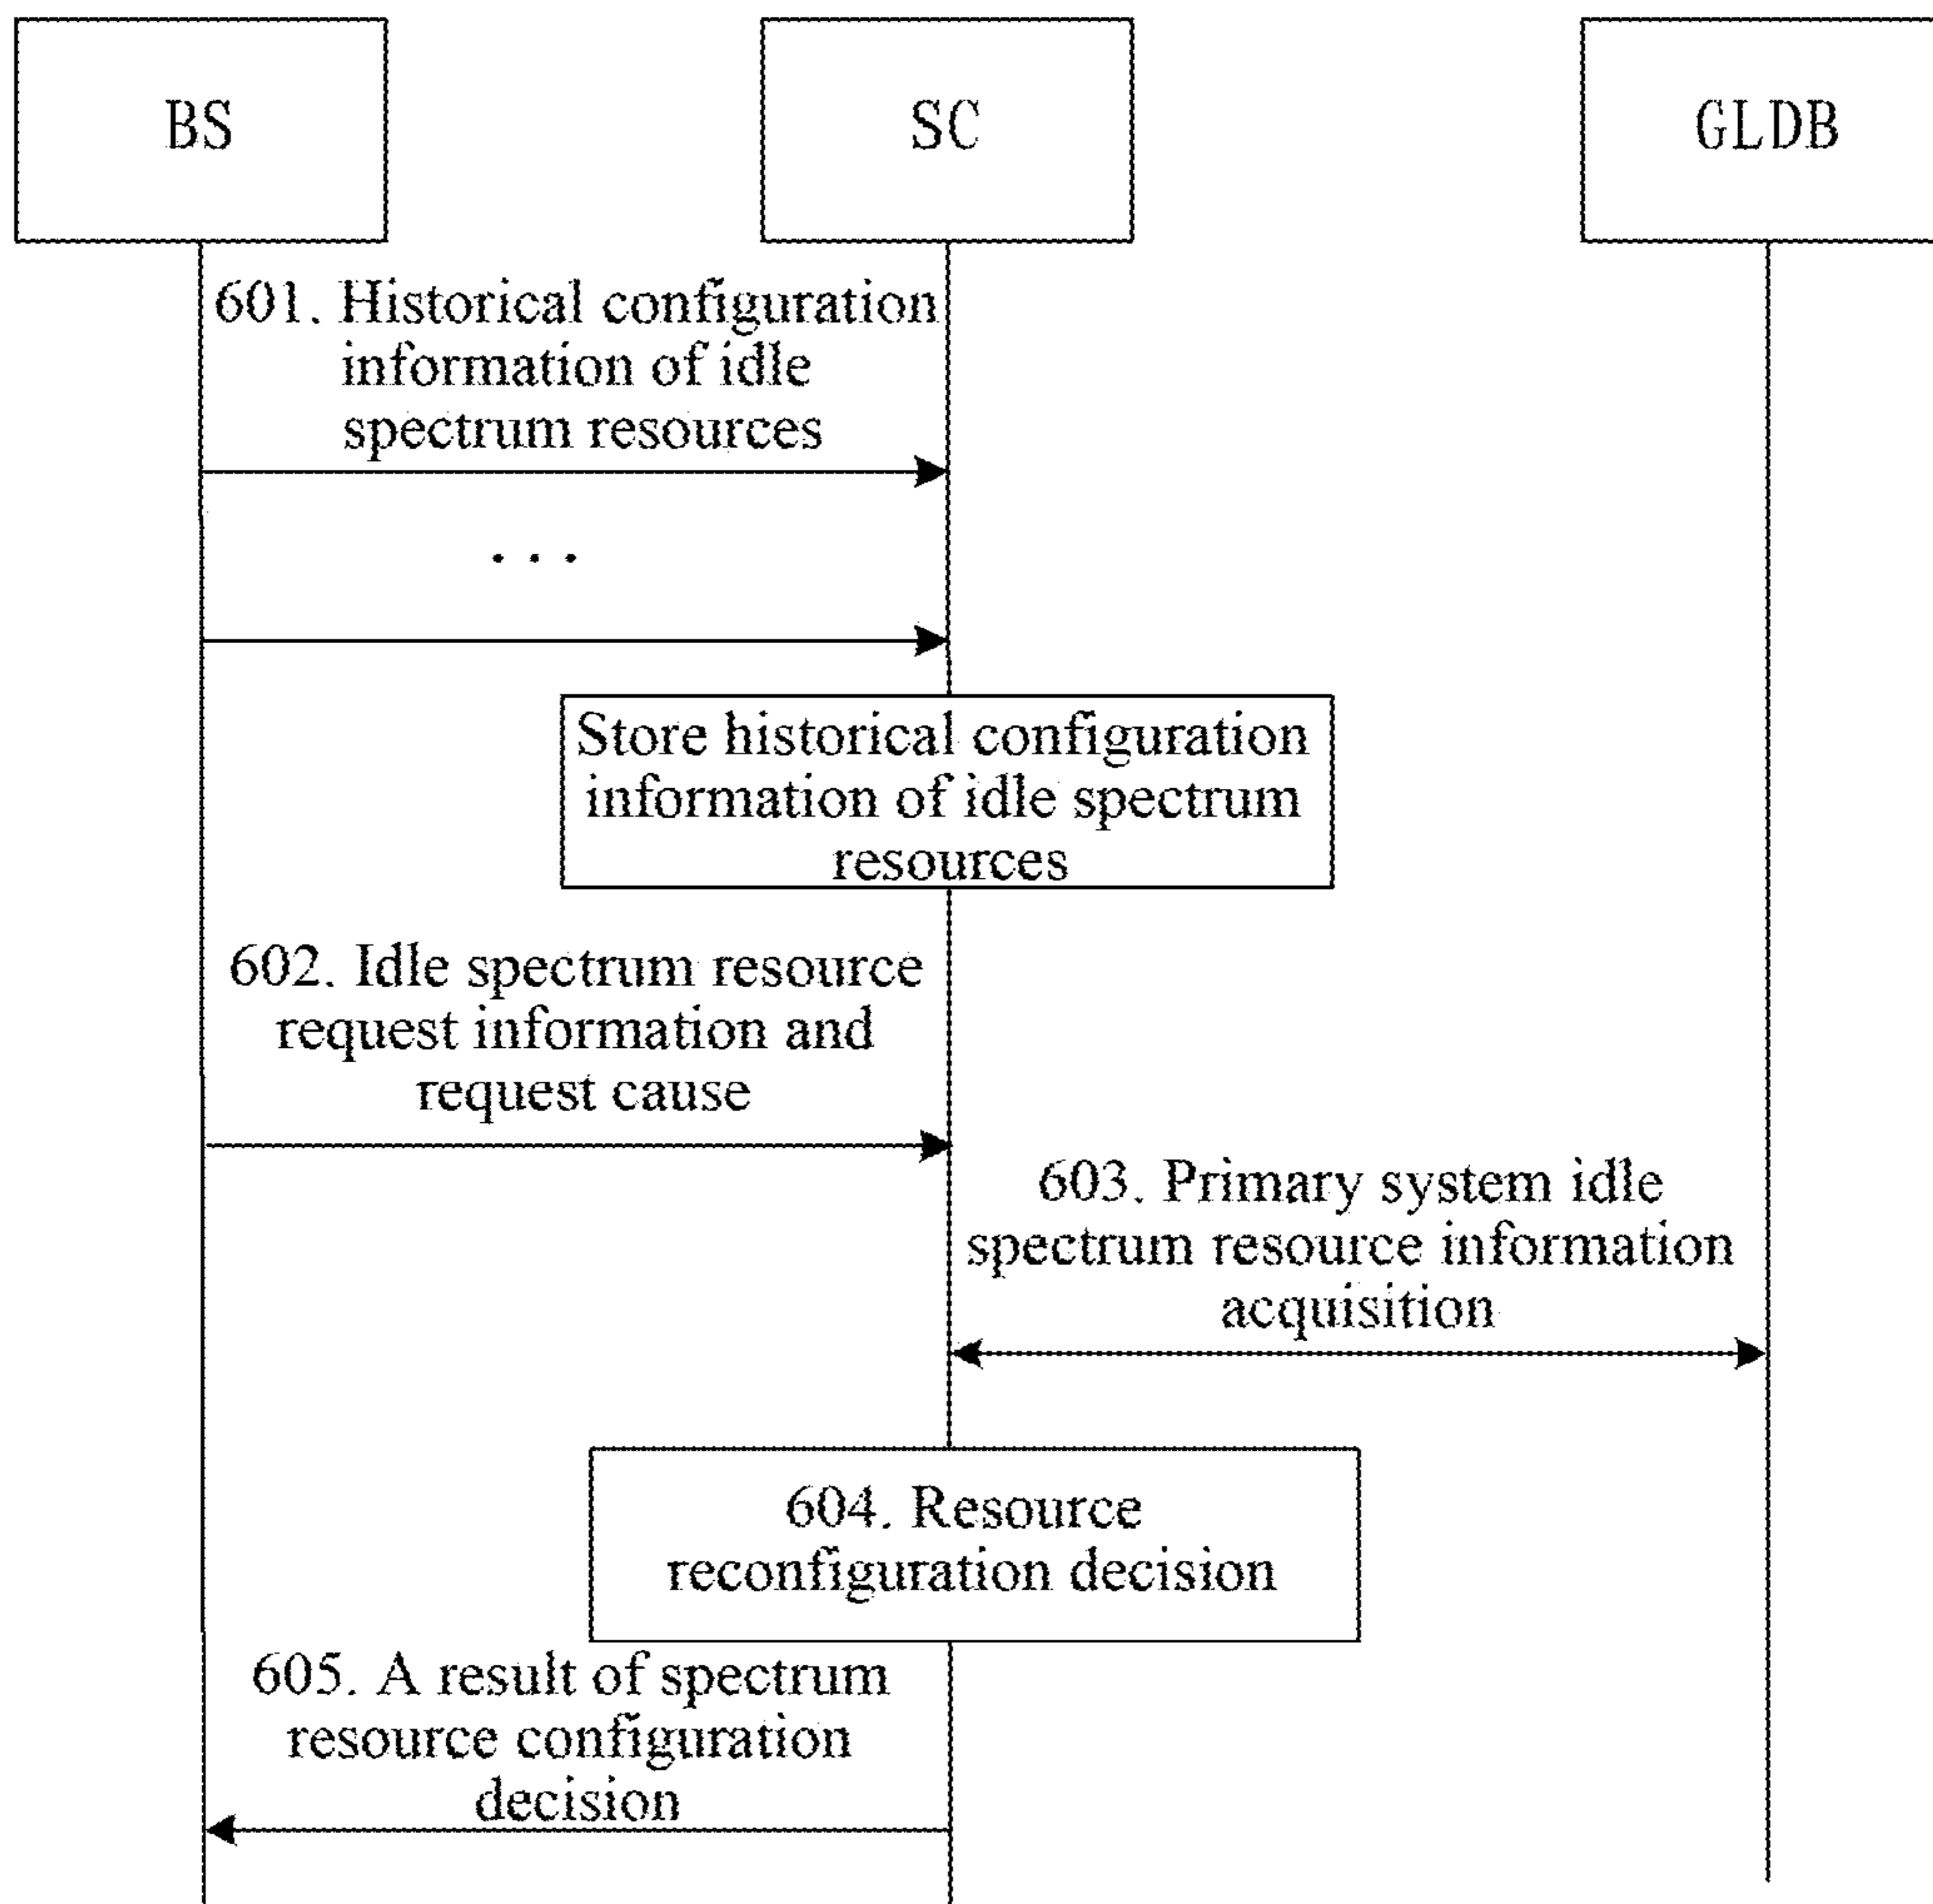 BS
SC
GLDB
601. Historical configuration
information of idle
spectrum resources
...
Store historical configuration
information of idle spectrum
resources
602. Idle spectrum resource
request information and
request cause
603. Primary system idle
spectrum resource information
acquisition
604. Resource
reconfiguration decision
605. A result of spectrum
resource configuration
decision